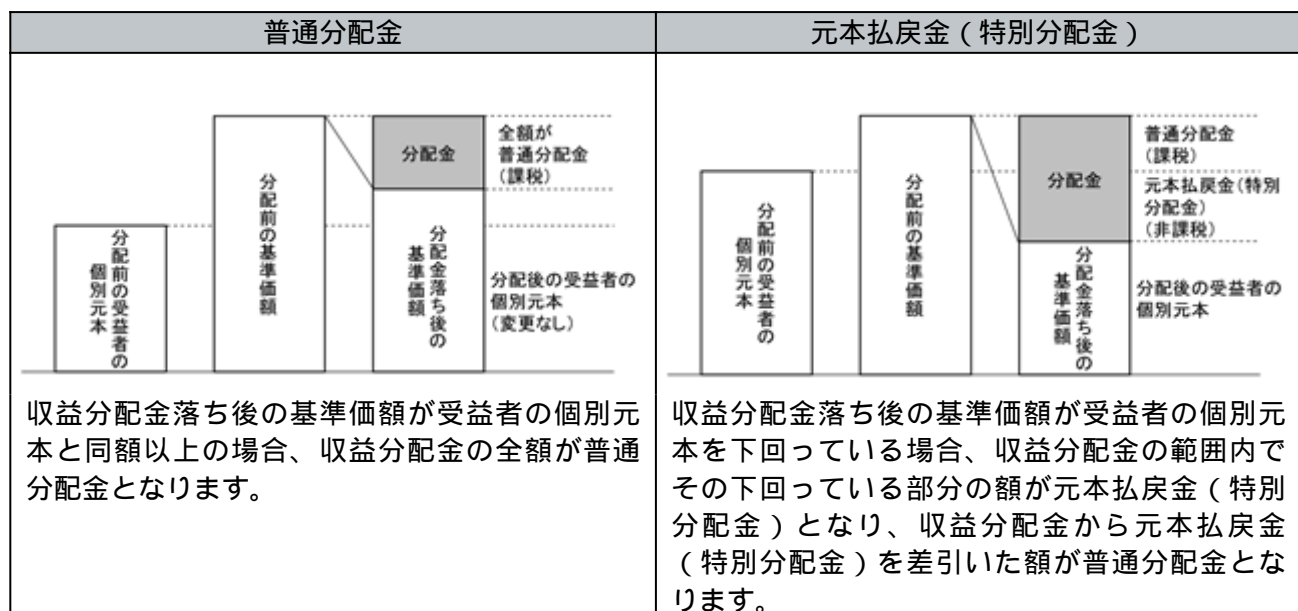 普通分配金
分配前の受益者の
個別元本
分配前の基準価額
分配金
分配金落ち後の
基準価額
全額が
普通分配金
(課税)
分配後の受益者の
個別元本
(変更なし)
収益分配金落ち後の基準価額が受益者の個別元
本と同額以上の場合、収益分配金の全額が普通
分配金となります。
元本払戻金（特別分配金）
分配前の受益者の
個別元本
分配前の基準価額
分配金
分配金落ち後の
基準価額
普通分配金
(課税)
元本払戻金(特別
分配金)
(非課税)
分配後の受益者の
個別元本
収益分配金落ち後の基準価額が受益者の個別元
本を下回っている場合、収益分配金の範囲内で
その下回っている部分の額が元本払戻金（特別
分配金）となり、収益分配金から元本払戻金
（特別分配金）を差引いた額が普通分配金とな
ります。